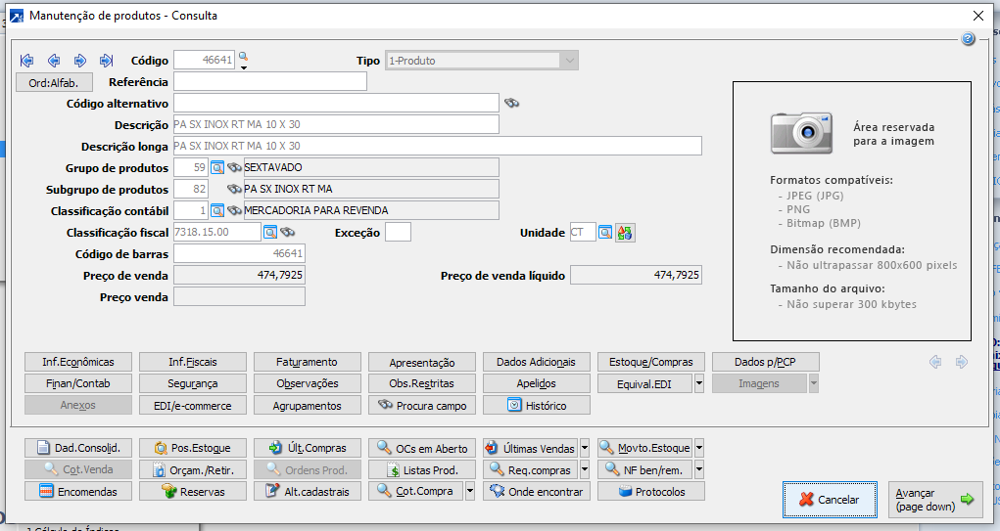 Manutenção de produtos - Consulta
Código 46641 Tipo 1-Produto
Ord:Alfab. Referência
Código alternativo
Descrição PA SX INOX RT MA 10 X 30
Descrição longa PA SX INOX RT MA 10 X 30
Grupo de produtos 59 SEXTAVADO
Subgrupo de produtos 82 PA SX INOX RT MA
Classificação contábil 1 MERCADORIA PARA REVENDA
Classificação fiscal 7318.15.00 Exceção Unidade CT
Código de barras 46641
Preço de venda 474,7925 Preço de venda líquido 474,7925
Preço venda
Área reservada
para a imagem
Formatos compatíveis:
- JPEG (JPG)
- PNG
- Bitmap (BMP)
Dimensão recomendada:
- Não ultrapassar 800x600 pixels
Tamanho do arquivo:
- Não superar 300 kbytes
Inf.Econômicas Inf.Fiscais Faturamento Apresentação Dados Adicionais Estoque/Compras Dados p/PCP
Finan/Contab Segurança Observações Obs.Restritas Apelidos Equival.EDI Imagens
Anexos EDI/e-commerce Agrupamentos Procura campo Histórico
Dad.Consolid. Pos.Estoque Últ.Compras OCs em Aberto Últimas Vendas Movto.Estoque
Cot.Venda Orçam./Retir. Ordens Prod. Listas Prod. Req.compras NF ben/rem.
Encomendas Reservas Alt.cadastrais Cot.Compra Onde encontrar Protocolos
Cancelar
Avançar
(page down)